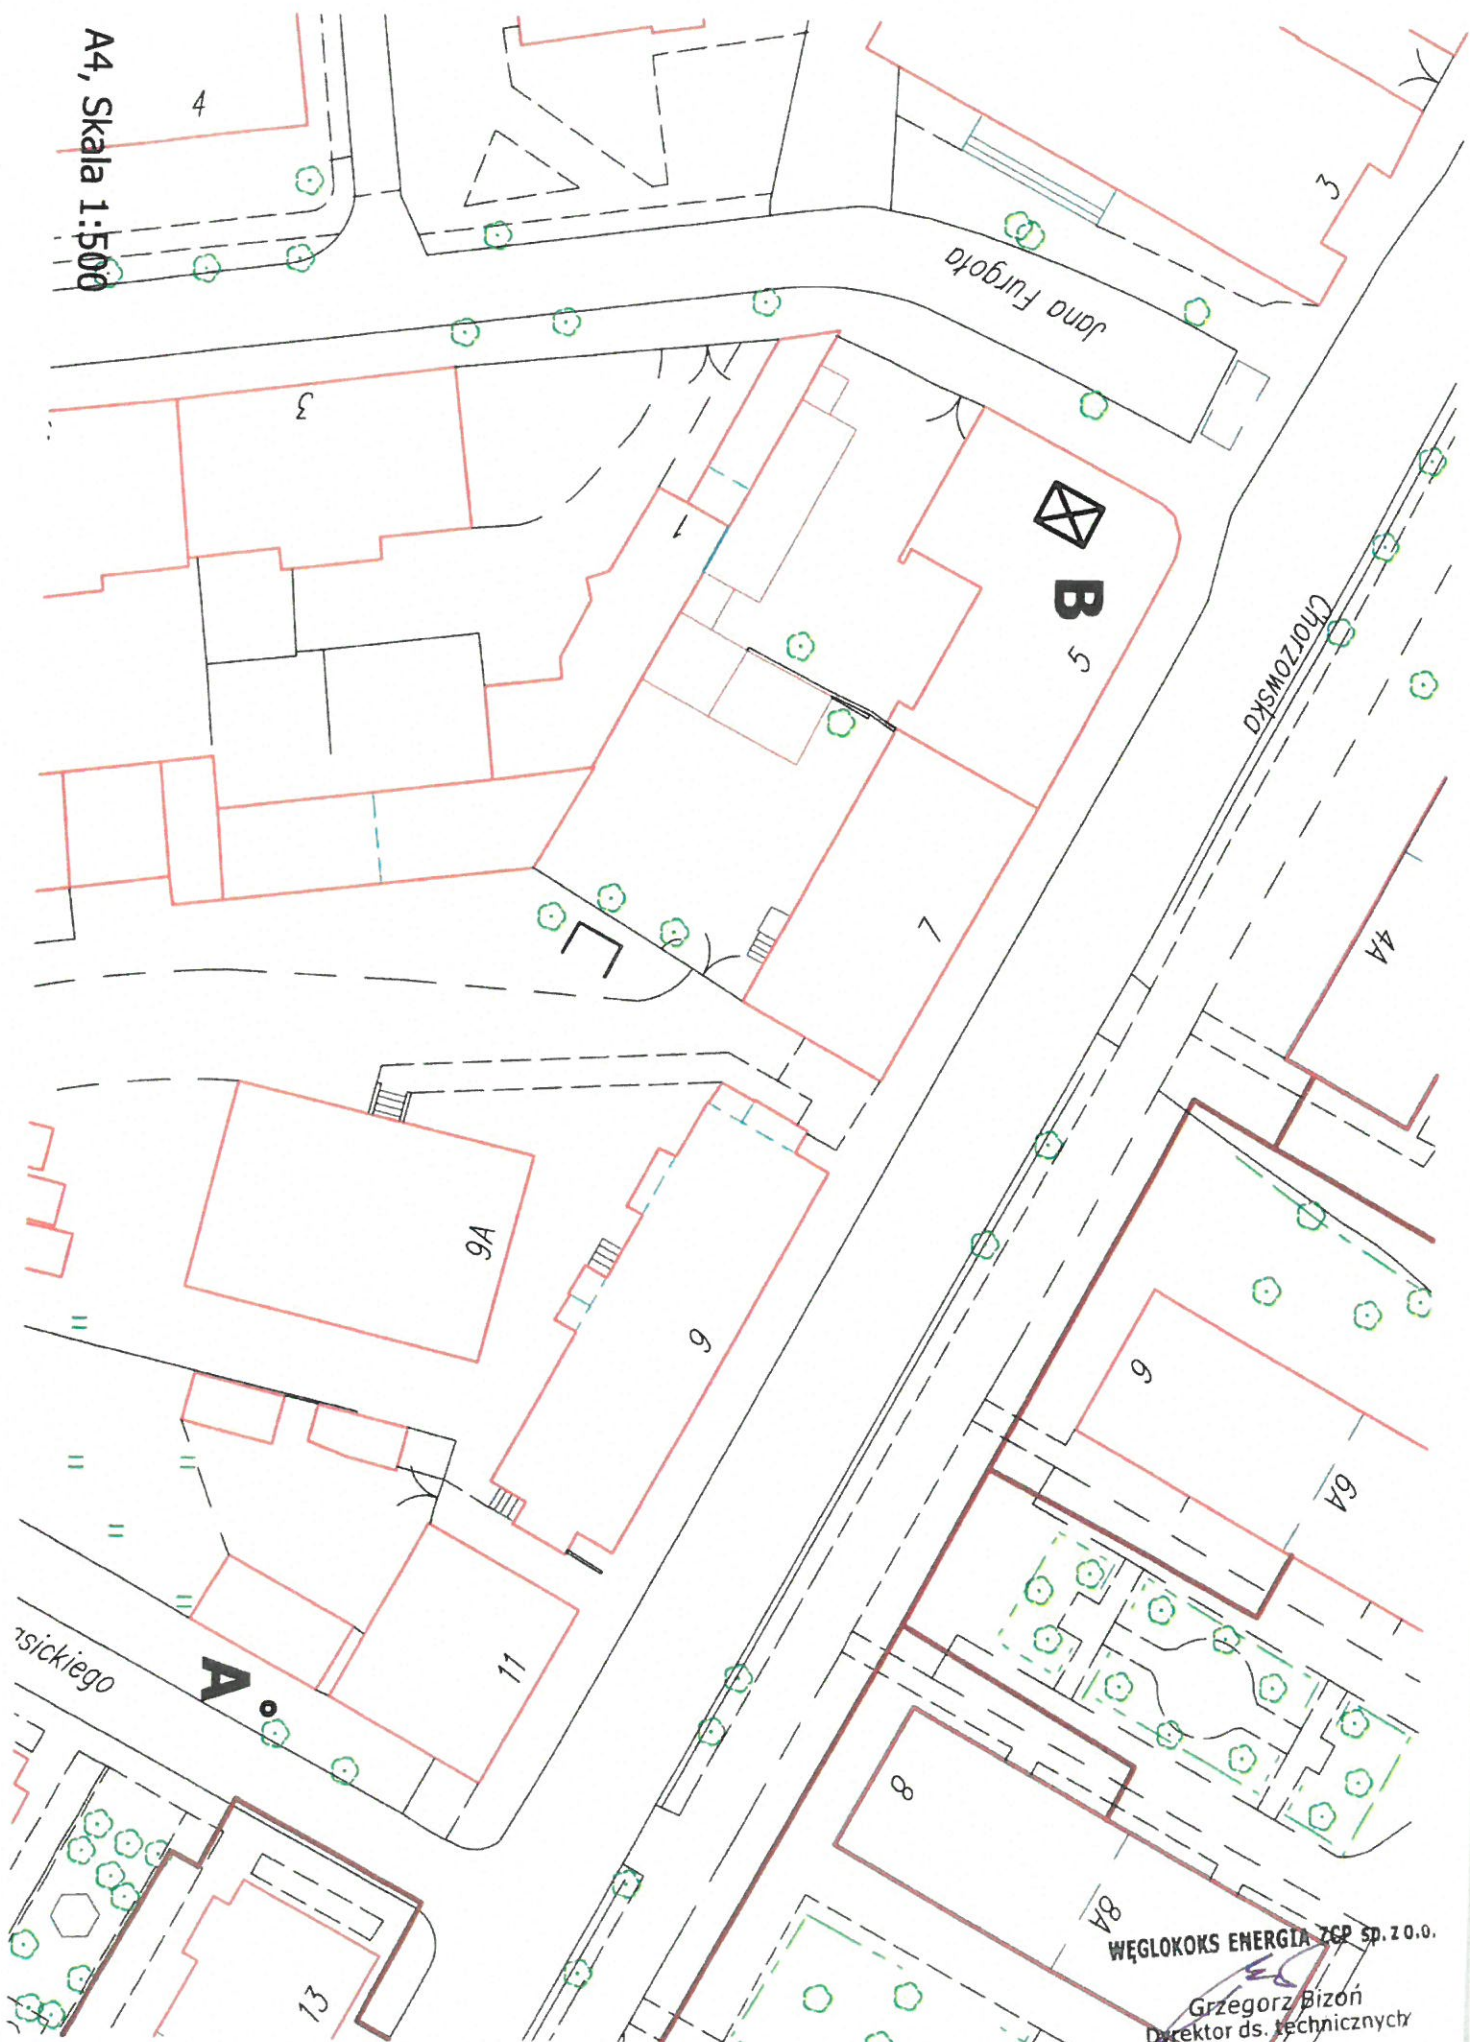 A4, Skala 1:500
4
3
Jana Furgoła
3
1
B
5
Chorzowska
7
4A
9A
9
6
6A
11
A
8
8A
13
WĘGLOKOKS ENERGIA ZCP sp. z o.o.
Grzegorz Bizoń
Dyrektor ds. technicznych